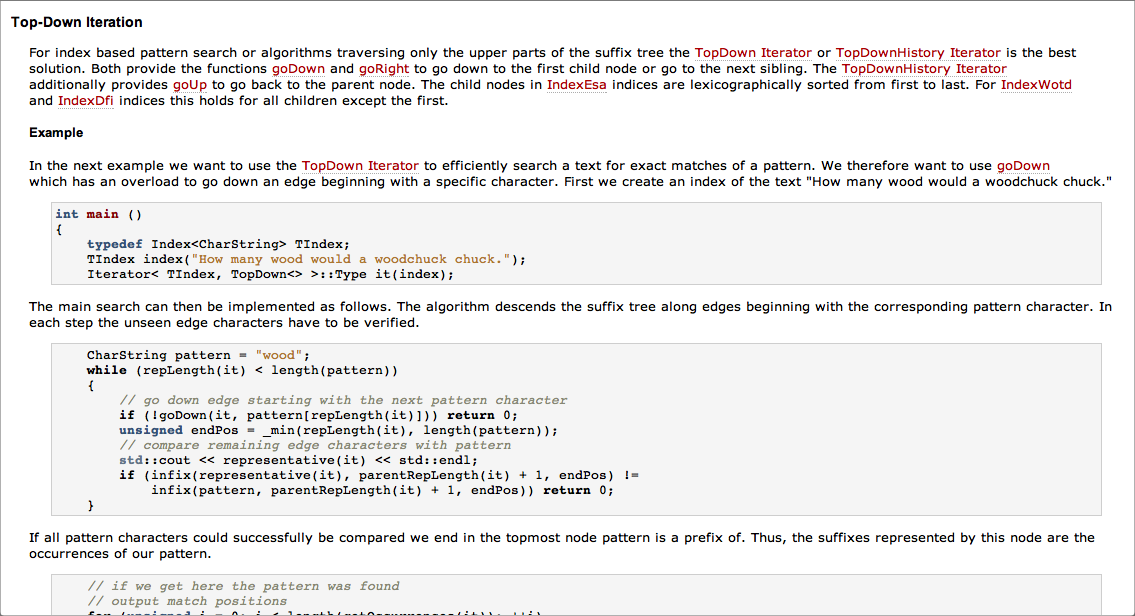 Top-Down Iteration
For index based pattern search or algorithms traversing only the upper parts of the suffix tree the TopDown Iterator or TopDownHistory Iterator is the best
solution. Both provide the functions goDown and goRight to go down to the first child node or go to the next sibling. The TopDownHistory Iterator
additionally provides goUp to go back to the parent node. The child nodes in IndexEsa indices are lexicographically sorted from first to last. For IndexWotd
and IndexDfi indices this holds for all children except the first.
Example
In the next example we want to use the TopDown Iterator to efficiently search a text for exact matches of a pattern. We therefore want to use goDown
which has an overload to go down an edge beginning with a specific character. First we create an index of the text "How many wood would a woodchuck chuck."
int main ()
{
    typedef Index<CharString> TIndex;
    TIndex index("How many wood would a woodchuck chuck.");
    Iterator< TIndex, TopDown<> >::Type it(index);
The main search can then be implemented as follows. The algorithm descends the suffix tree along edges beginning with the corresponding pattern character. In
each step the unseen edge characters have to be verified.
    CharString pattern = "wood";
    while (repLength(it) < length(pattern))
    {
        // go down edge starting with the next pattern character
        if (!goDown(it, pattern[repLength(it)])) return 0;
        unsigned endPos = _min(repLength(it), length(pattern));
        // compare remaining edge characters with pattern
        std::cout << representative(it) << std::endl;
        if (infix(representative(it), parentRepLength(it) + 1, endPos) !=
            infix(pattern, parentRepLength(it) + 1, endPos)) return 0;
    }
If all pattern characters could successfully be compared we end in the topmost node pattern is a prefix of. Thus, the suffixes represented by this node are the
occurrences of our pattern.
    // if we get here the pattern was found
    // output match positions